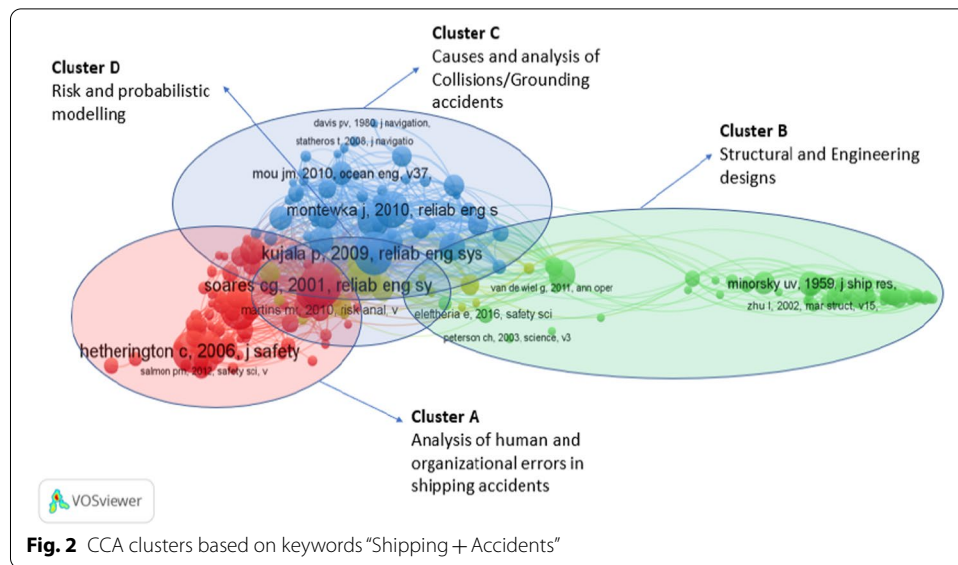 Cluster C
Causes and analysis of
Collisions/Grounding
accidents
Cluster D
Risk and probabilistic
modelling
Cluster B
Structural and Engineering
designs
davis pv, 1980, j navigation,
statheros t, 2008, j navigatio
mou jm, 2010, ocean eng, v37,
montewka j, 2010, reliab eng s
kujala p, 2009, reliab eng sys
soares cg, 2001, reliab eng sy
martins mr, 2010, risk anal, v
van de wiel g, 2011, ann oper
eleftheria e, 2016, safety sci
peterson ch, 2003, science, v3
minorsky uv, 1959, j ship res,
zhu l, 2002, mar struct, v15,
hetherington c, 2006, j safety
salmon pm, 2012, safety sci, v
Cluster A
Analysis of human and
organizational errors in
shipping accidents
VOSviewer
Fig. 2 CCA clusters based on keywords “Shipping + Accidents”